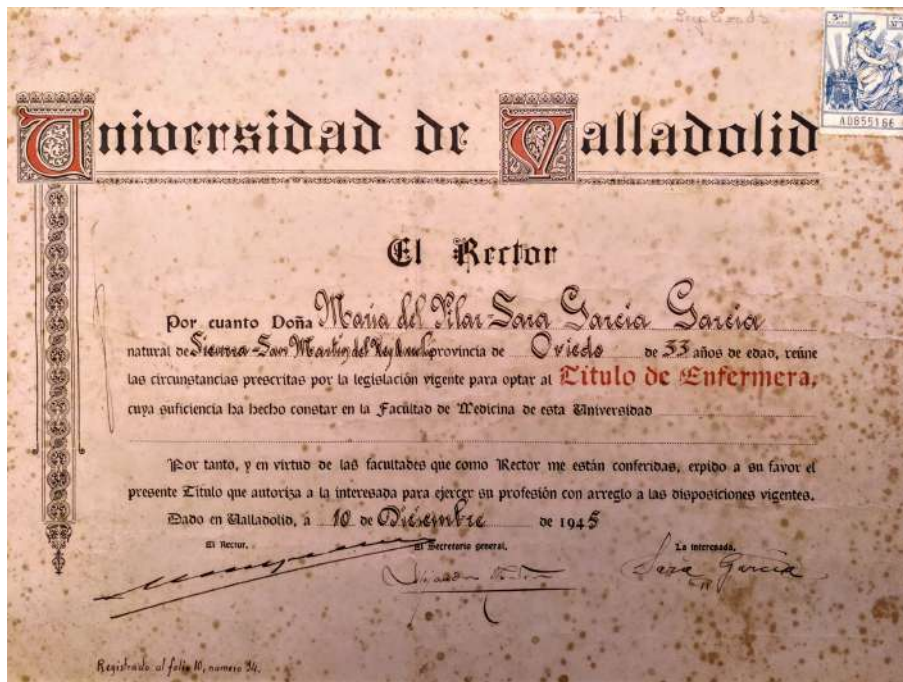 Universidad de Valladolid
A0855166
El Rector
Por cuanto Doña María del Pilar-Sara García García
natural de San Martín del Rey provincia de Oviedo de 33 años de edad, reúne
las circunstancias prescritas por la legislación vigente para optar al Título de Enfermera,
cuya suficiencia ha hecho constar en la Facultad de Medicina de esta Universidad
Por tanto, y en virtud de las facultades que como Rector me están conferidas, expido a su favor el
presente Título que autoriza a la interesada para ejercer su profesión con arreglo a las disposiciones vigentes.
Dado en Valladolid, a 10 de Diciembre de 1945
El Rector,
El Secretario general,
La interesada,
Sara García
Registrado al folio 10, numero 34.